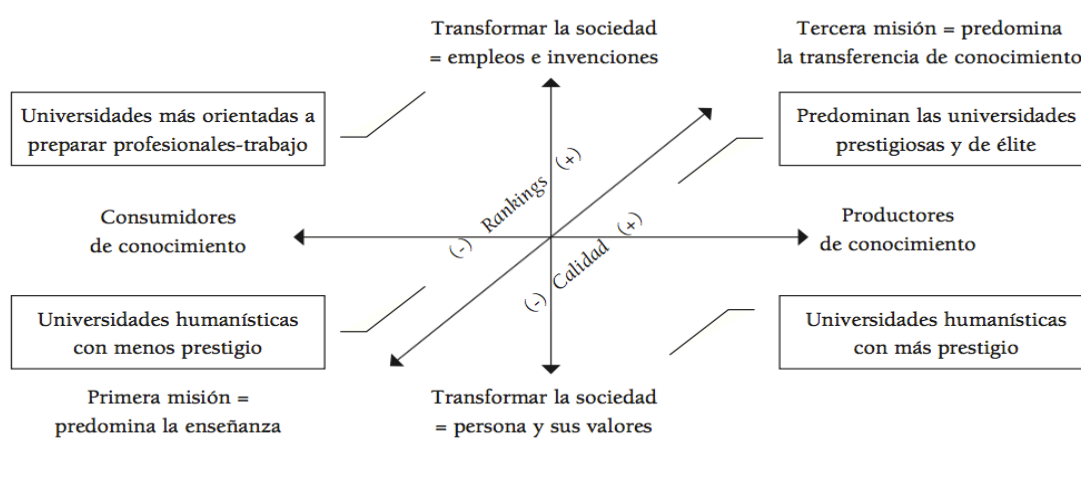 Transformar la sociedad
= empleos e invenciones
Tercera misión = predomina
la transferencia de conocimiento
Universidades más orientadas a
preparar profesionales-trabajo
Predominan las universidades
prestigiosas y de élite
(-) Rankings (+)
Consumidores
de conocimiento
(-) Calidad (+)
Productores
de conocimiento
Universidades humanísticas
con menos prestigio
Universidades humanísticas
con más prestigio
Primera misión =
predomina la enseñanza
Transformar la sociedad
= persona y sus valores